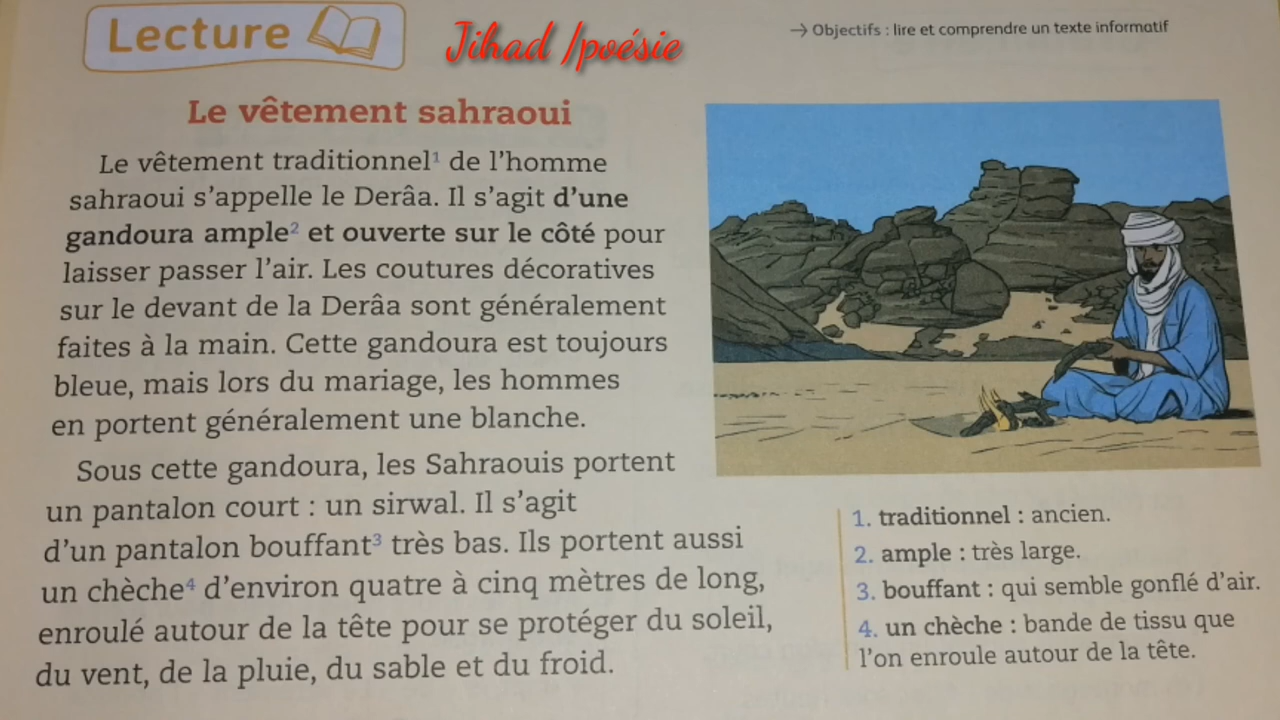 Lecture
Jihad /poésie
→ Objectifs : lire et comprendre un texte informatif
Le vêtement sahraoui
Le vêtement traditionnel¹ de l'homme
sahraoui s'appelle le Derâa. Il s'agit d'une
gandoura ample² et ouverte sur le côté pour
laisser passer l'air. Les coutures décoratives
sur le devant de la Derâa sont généralement
faites à la main. Cette gandoura est toujours
bleue, mais lors du mariage, les hommes
en portent généralement une blanche.
Sous cette gandoura, les Sahraouis portent
un pantalon court : un sirwal. Il s'agit
d'un pantalon bouffant³ très bas. Ils portent aussi
un chèche⁴ d'environ quatre à cinq mètres de long,
enroulé autour de la tête pour se protéger du soleil,
du vent, de la pluie, du sable et du froid.
1. traditionnel : ancien.
2. ample : très large.
3. bouffant : qui semble gonflé d'air.
4. un chèche : bande de tissu que
l'on enroule autour de la tête.